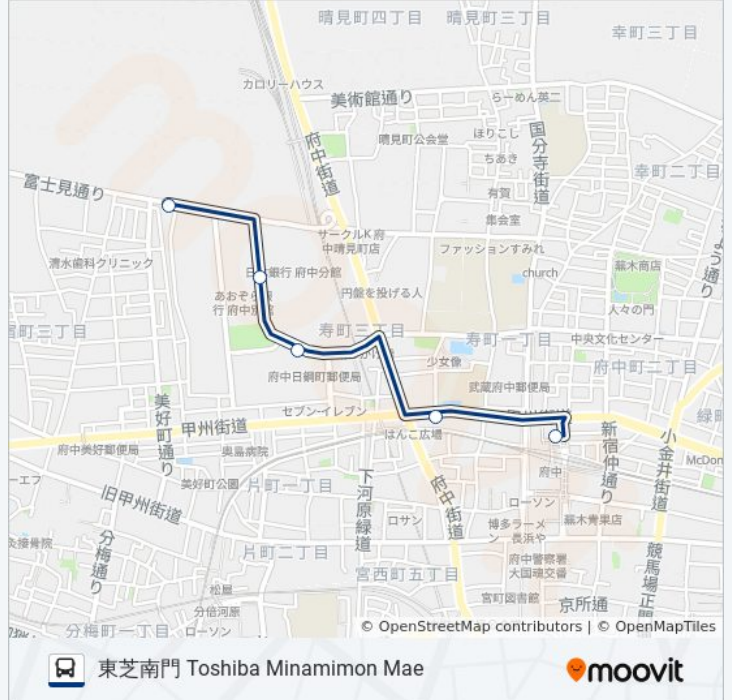 晴見町四丁目
晴見町三丁目
幸町三丁目
カロリーハウス
美術館通り
らーめん英二
府中街道
晴見町公会堂
ほりこし
国分寺街道
ちあき
幸町二丁目
富士見通り
有賀
集会室
サークルK 府
中晴見町店
ファッションすみれ
清水歯科クリニック
銀行 府中分館
church
蕪木商店
あおぞら
行 府中
円盤を投げる人
人々の門
寿町三丁目
寿町一丁目
中央文化センター
少女像
府中町二丁目
府中日鋼町郵便局
武蔵府中郵便局
美好町通り
セブン-イレブン
甲州街道
はんこ広場
新宿仲通り
小金井街道
府中美好郵便局
奥島病院
府中
McDon
美好町公園
片町一丁目
下河原緑道
府中街道
旧甲州街道
ローソン
ロサン
博多ラーメ
ン 長浜や
蕪木青果店
分梅通り
片町二丁目
府中警察署
大国魂交番
競馬場正門
宮西町五丁目
松屋
宮町図書館
京所通
分倍河原
分梅町一丁目
ローソン
© OpenStreetMap contributors | © OpenMapTiles
東芝南門 Toshiba Minamimon Mae
moovit